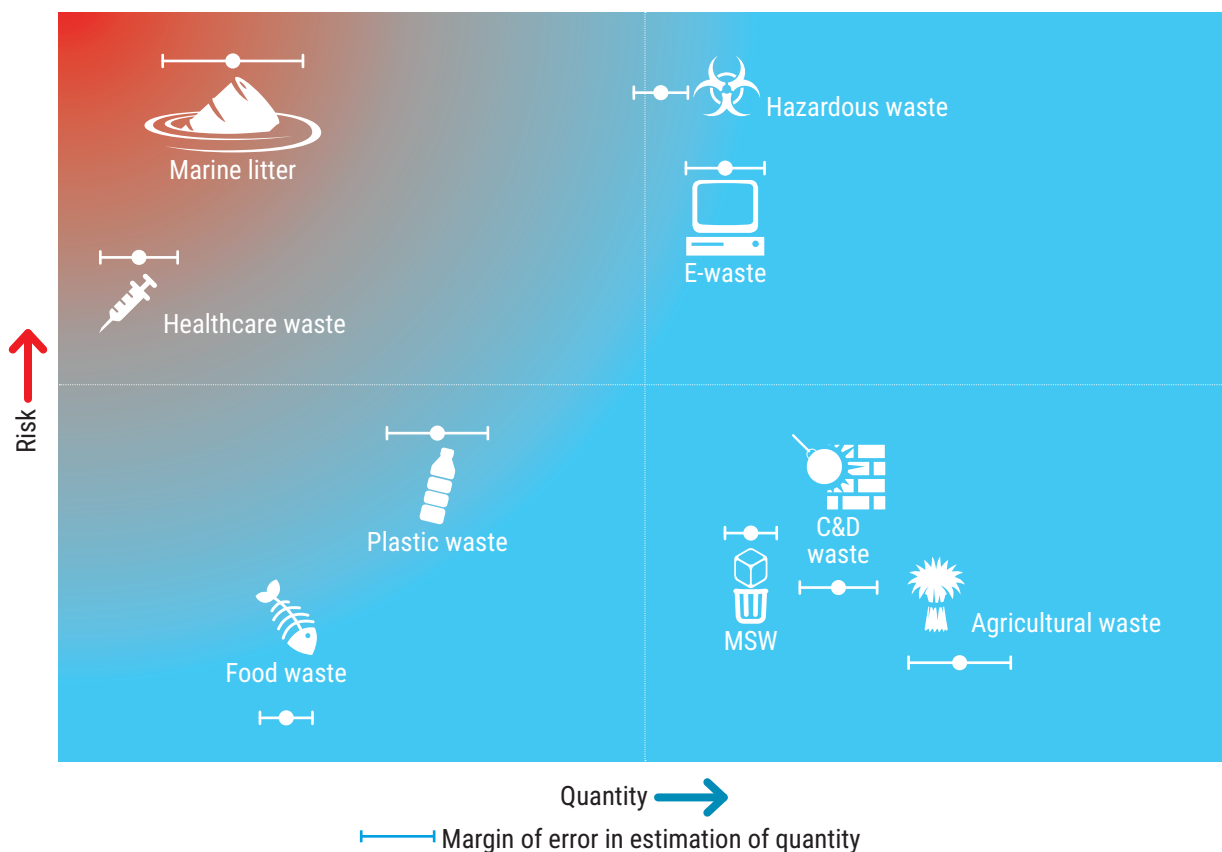 Marine litter
Hazardous waste
E-waste
Healthcare waste
Risk
Plastic waste
C&D
waste
MSW
Agricultural waste
Food waste
Quantity
Margin of error in estimation of quantity